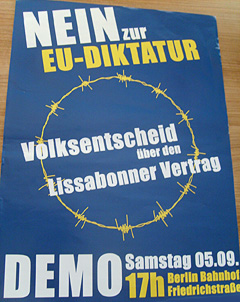 NEIN zur
EU-DIKTATUR
Volksentscheid
über den
Lissabonner Vertrag
DEMO
Samstag 05.09.
17h
Berlin Bahnhof
Friedrichstraße